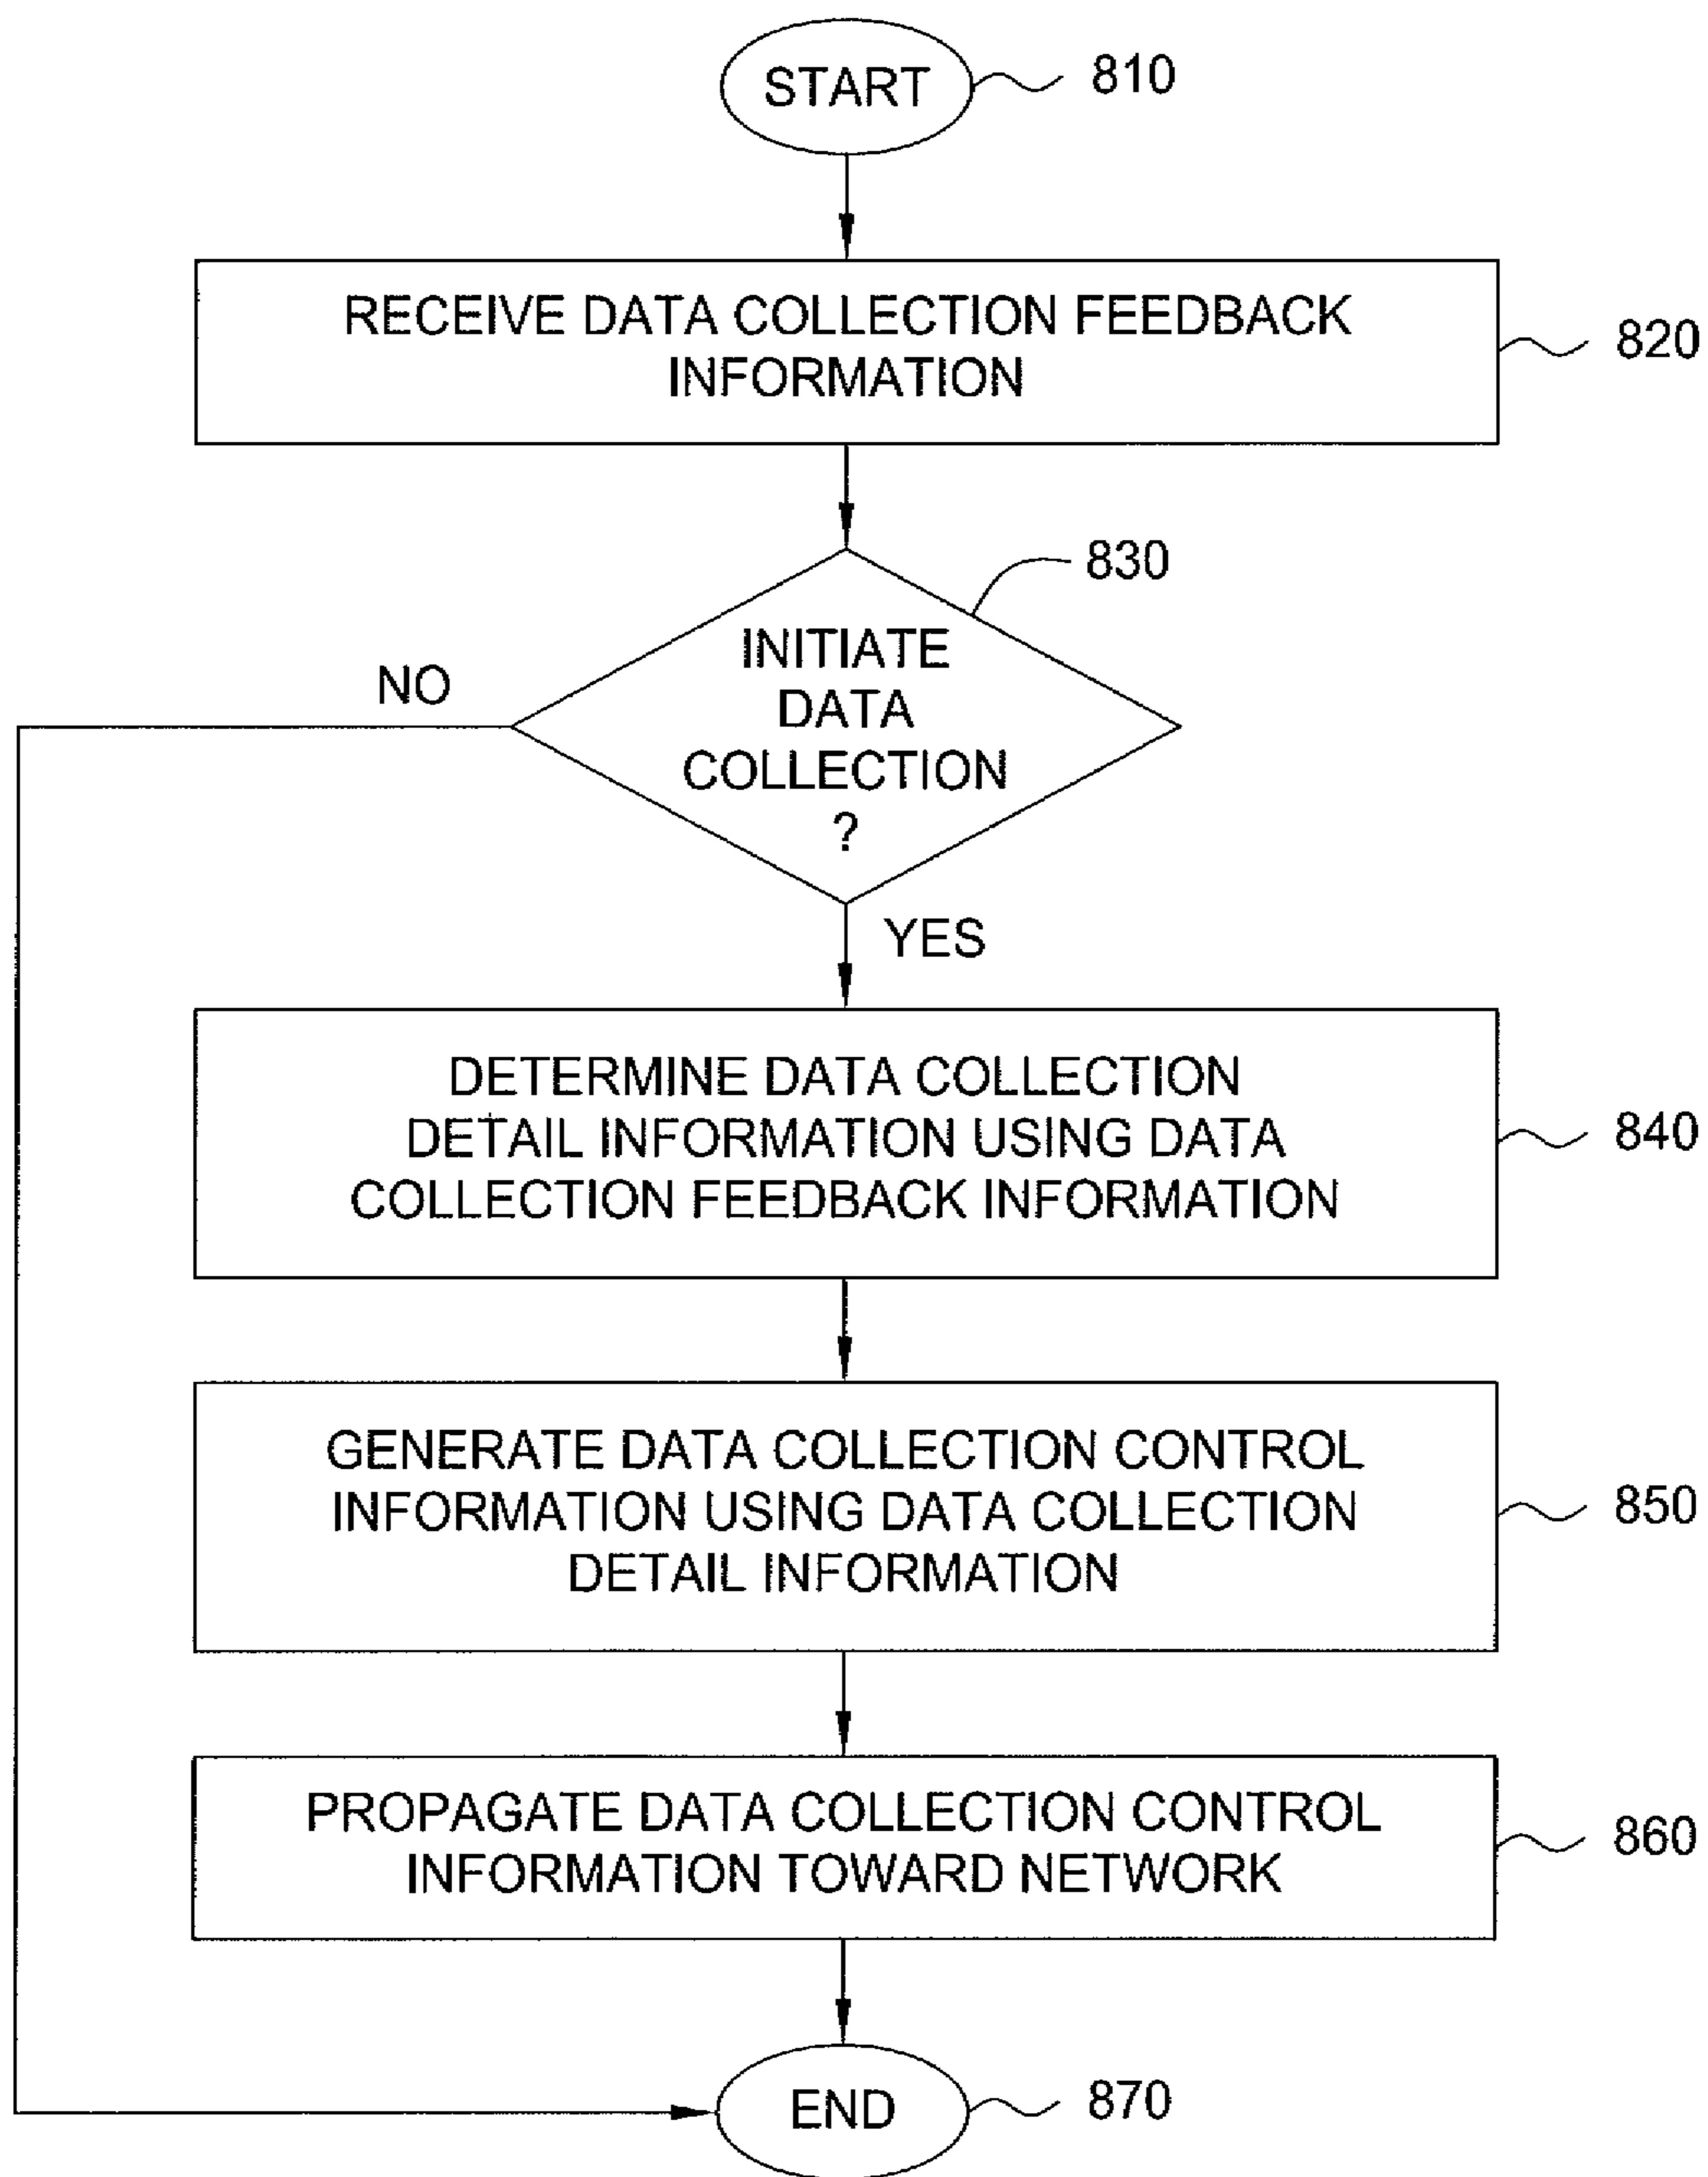 START
810
RECEIVE DATA COLLECTION FEEDBACK
INFORMATION
820
830
INITIATE
DATA
COLLECTION
?
NO
YES
DETERMINE DATA COLLECTION
DETAIL INFORMATION USING DATA
COLLECTION FEEDBACK INFORMATION
840
GENERATE DATA COLLECTION CONTROL
INFORMATION USING DATA COLLECTION
DETAIL INFORMATION
850
PROPAGATE DATA COLLECTION CONTROL
INFORMATION TOWARD NETWORK
860
END
870